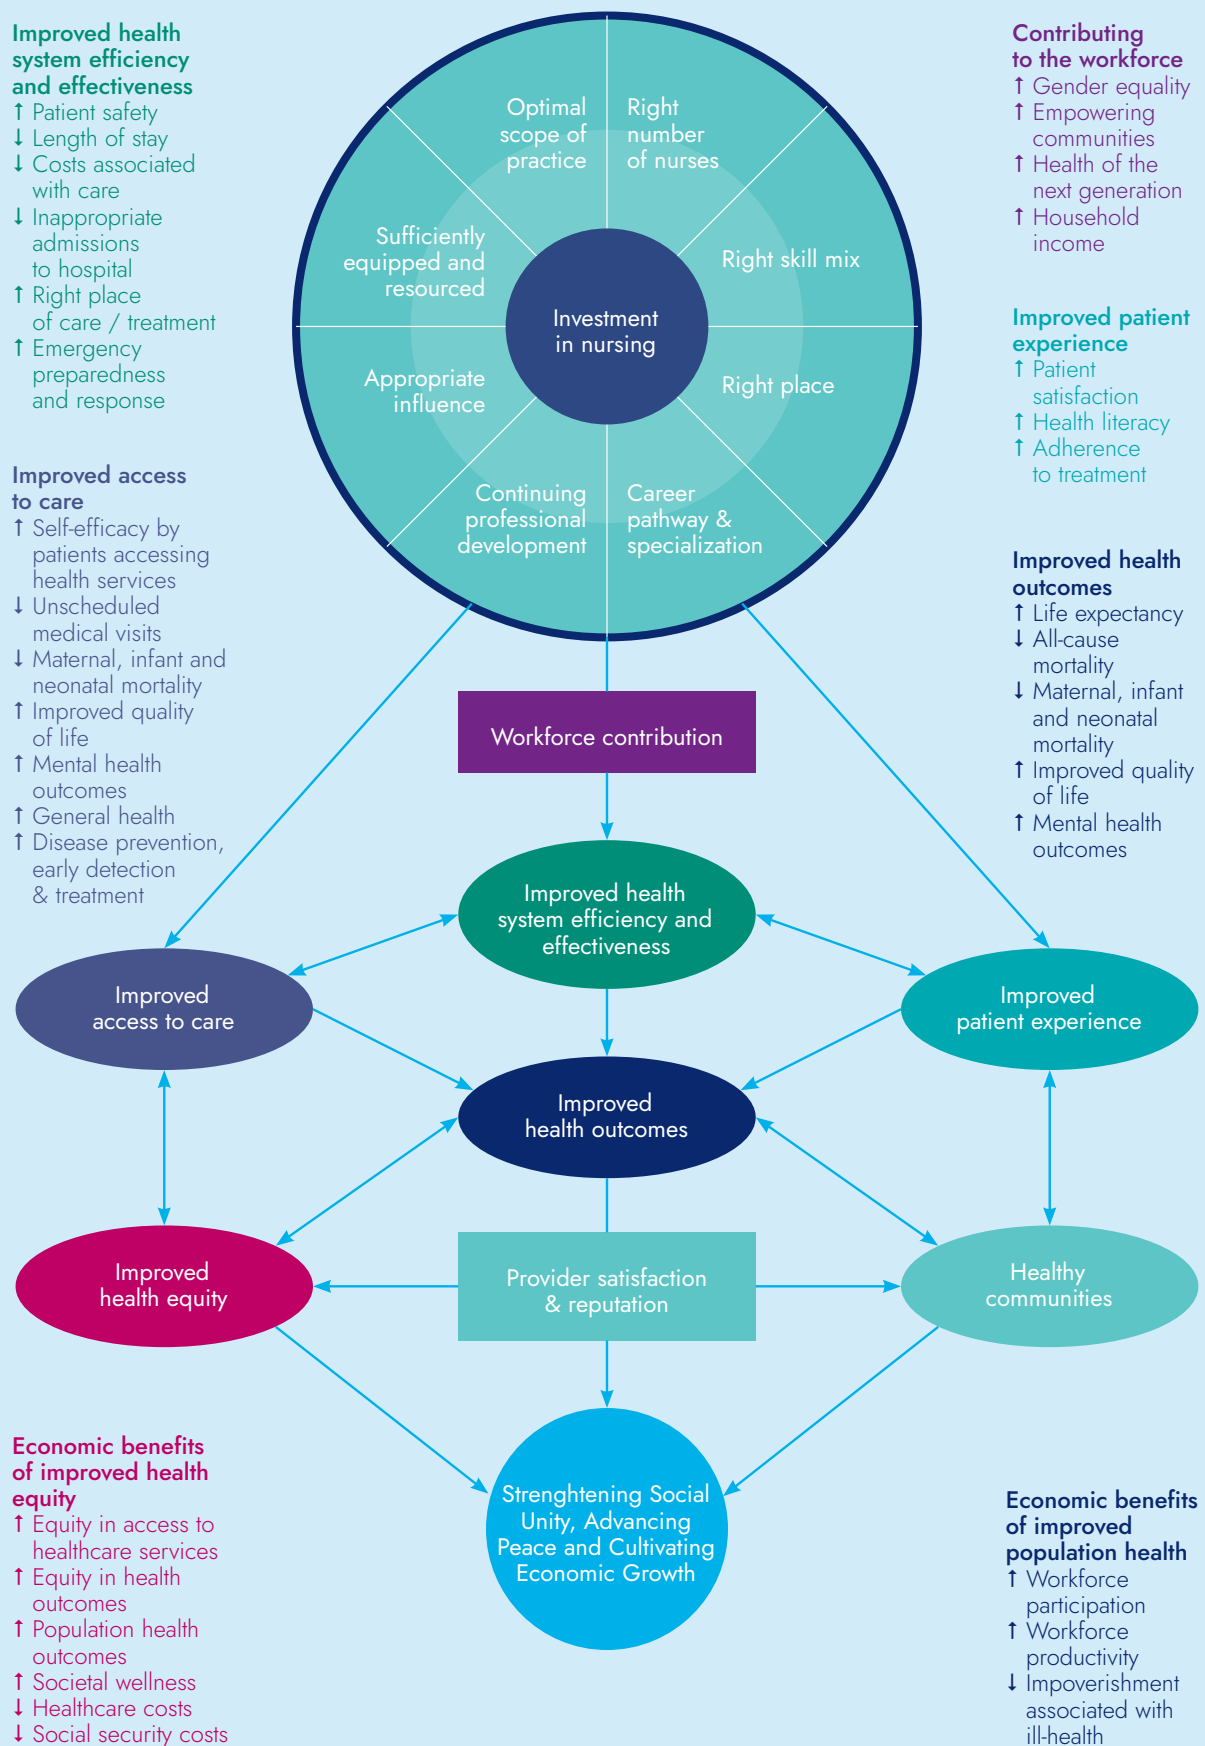 Improved health
system efficiency
and effectiveness
↑ Patient safety
↓ Length of stay
↓ Costs associated
with care
↓ Inappropriate
admissions
to hospital
↑ Right place
of care / treatment
↑ Emergency
preparedness
and response
Improved access
to care
↑ Self-efficacy by
patients accessing
health services
↓ Unscheduled
medical visits
↓ Maternal, infant and
neonatal mortality
↑ Improved quality
of life
↑ Mental health
outcomes
↑ General health
↑ Disease prevention,
early detection
& treatment
Optimal
scope of
practice
Right
number
of nurses
Sufficiently
equipped and
resourced
Right skill mix
Investment
in nursing
Appropriate
influence
Right place
Continuing
professional
development
Career
pathway &
specialization
Contributing
to the workforce
↑ Gender equality
↑ Empowering
communities
↑ Health of the
next generation
↑ Household
income
Improved patient
experience
↑ Patient
satisfaction
↑ Health literacy
↑ Adherence
to treatment
Improved health
outcomes
↑ Life expectancy
↓ All-cause
mortality
↓ Maternal, infant
and neonatal
mortality
↑ Improved quality
of life
↑ Mental health
outcomes
Workforce contribution
Improved health
system efficiency and
effectiveness
Improved
access to care
Improved
patient experience
Improved
health outcomes
Improved
health equity
Provider satisfaction
& reputation
Healthy
communities
Strenghtening Social
Unity, Advancing
Peace and Cultivating
Economic Growth
Economic benefits
of improved health
equity
↑ Equity in access to
healthcare services
↑ Equity in health
outcomes
↑ Population health
outcomes
↑ Societal wellness
↓ Healthcare costs
↓ Social security costs
Economic benefits
of improved
population health
↑ Workforce
participation
↑ Workforce
productivity
↓ Impoverishment
associated with
ill-health